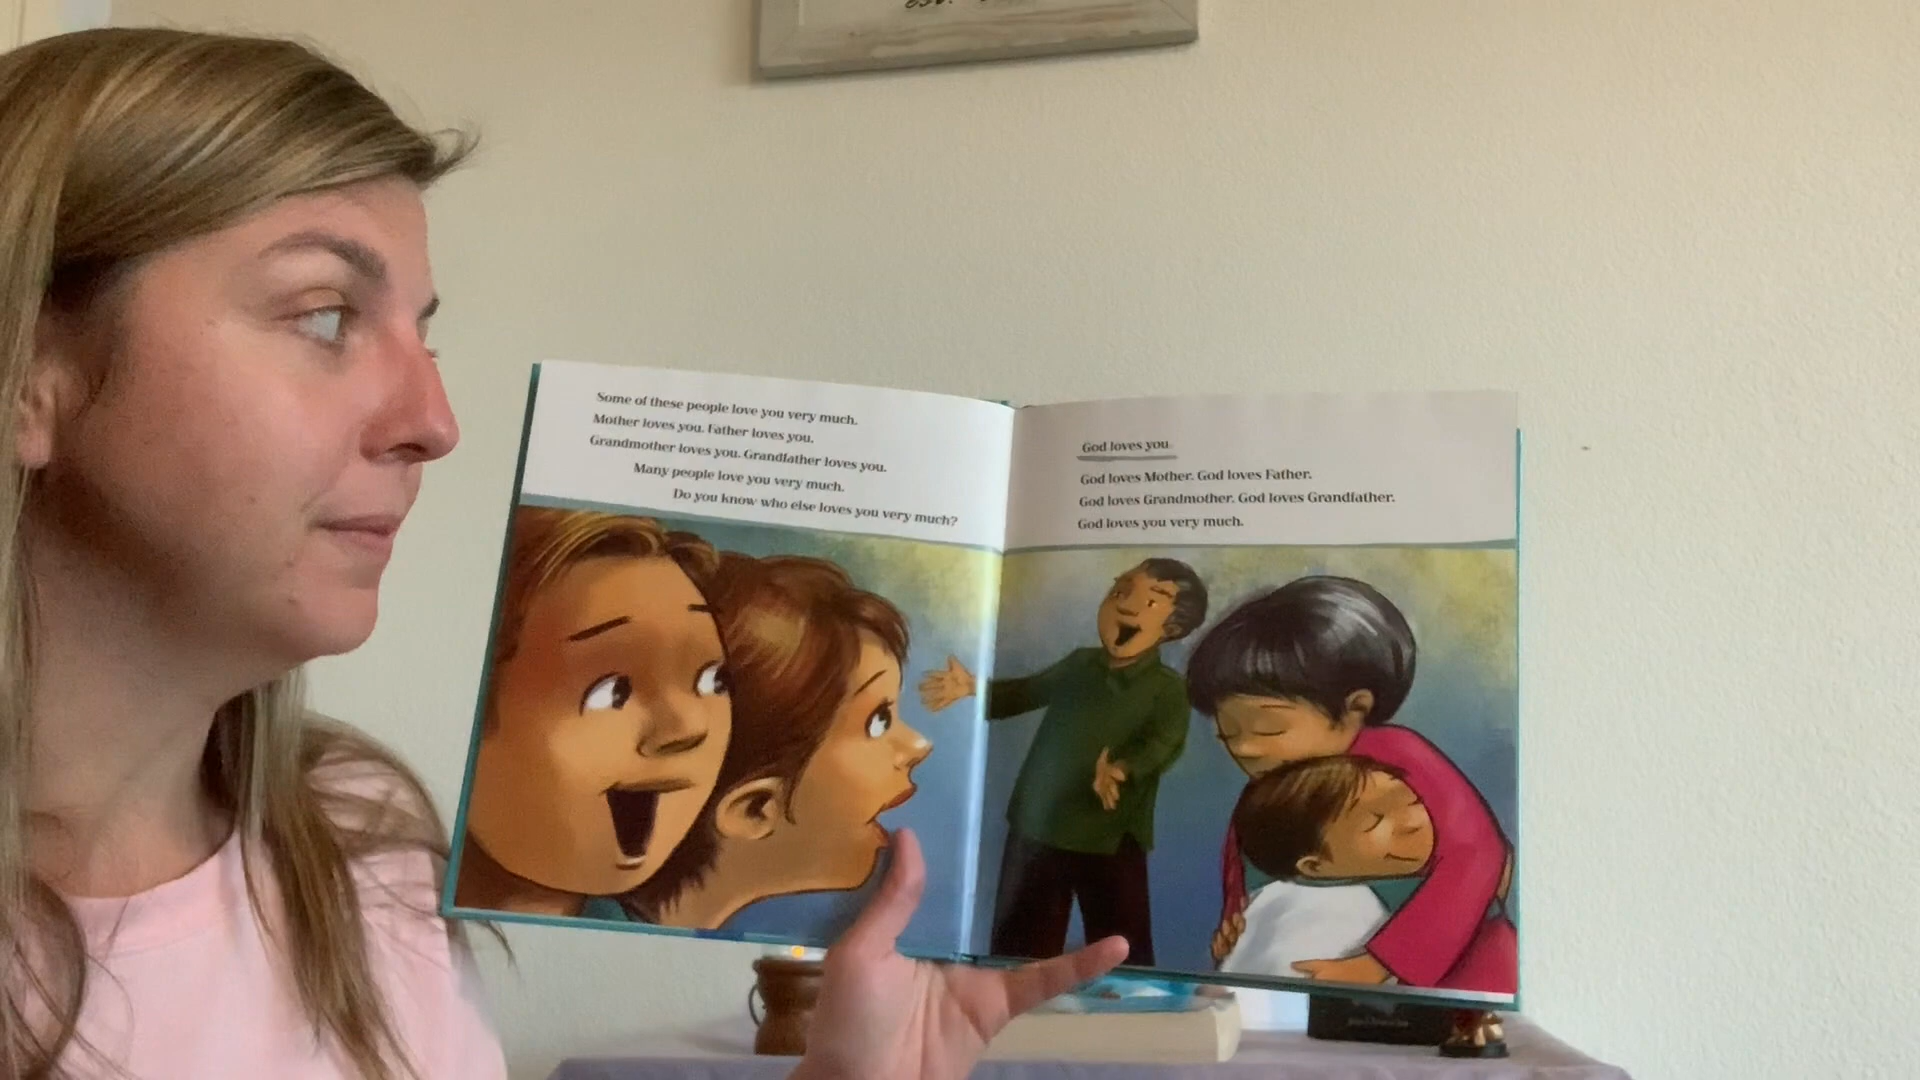 Some of these people love you very much.
Mother loves you. Father loves you.
Grandmother loves you. Grandfather loves you.
Many people love you very much.
Do you know who else loves you very much?
God loves you.
God loves Mother. God loves Father.
God loves Grandmother. God loves Grandfather.
God loves you very much.